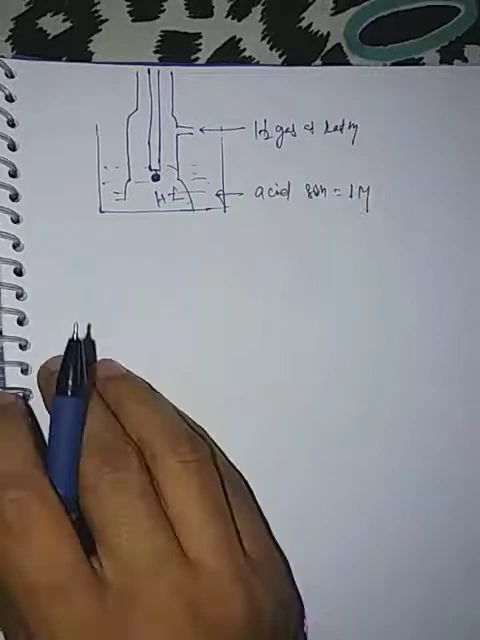 H2 gas at 1 atm
H+
acid soln = 1M